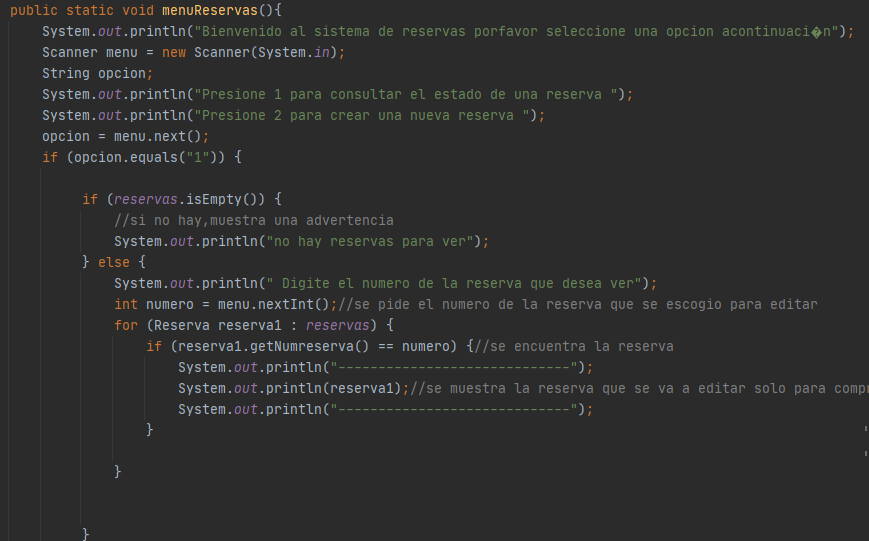 public static void menuReservas(){
System.out.println("Bienvenido al sistema de reservas porfavor seleccione una opcion acontinuaci�n");
Scanner menu = new Scanner(System.in);
String opcion;
System.out.println("Presione 1 para consultar el estado de una reserva ");
System.out.println("Presione 2 para crear una nueva reserva ");
opcion = menu.next();
if (opcion.equals("1")) {
if (reservas.isEmpty()) {
//si no hay,muestra una advertencia
System.out.println("no hay reservas para ver");
} else {
System.out.println(" Digite el numero de la reserva que desea ver");
int numero = menu.nextInt();//se pide el numero de la reserva que se escogio para editar
for (Reserva reserva1 : reservas) {
if (reserva1.getNumreserva() == numero) {//se encuentra la reserva
System.out.println("-----------------------------");
System.out.println(reserva1);//se muestra la reserva que se va a editar solo para comp
System.out.println("-----------------------------");
}
}
}